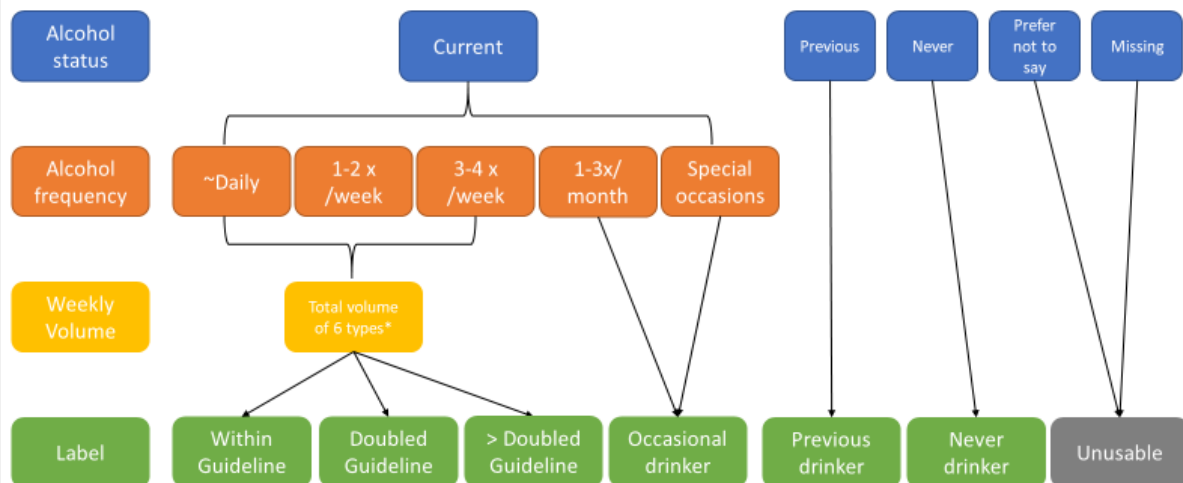 Alcohol
status
Current
Previous
Never
Prefer
not to
say
Missing
Alcohol
frequency
~Daily
1-2 x
/week
3-4 x
/week
1-3x/
month
Special
occasions
Weekly
Volume
Total volume
of 6 types*
Label
Within
Guideline
Doubled
Guideline
> Doubled
Guideline
Occasional
drinker
Previous
drinker
Never
drinker
Unusable